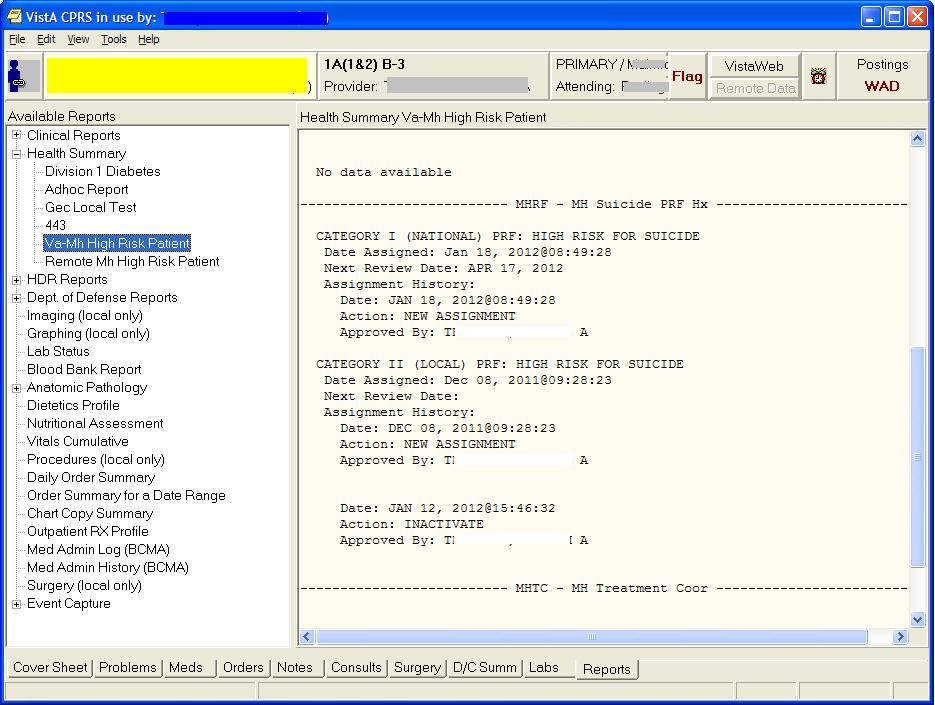 VistA CPRS in use by:
File Edit View Tools Help
1A(1&2) B-3
Provider:
PRIMARY /
Attending:
Flag
VistaWeb
Remote Data
Postings
WAD
Available Reports
Clinical Reports
Health Summary
Division 1 Diabetes
Adhoc Report
Gec Local Test
443
Va-Mh High Risk Patient
Remote Mh High Risk Patient
HDR Reports
Dept. of Defense Reports
Imaging (local only)
Graphing (local only)
Lab Status
Blood Bank Report
Anatomic Pathology
Dietetics Profile
Nutritional Assessment
Vitals Cumulative
Procedures (local only)
Daily Order Summary
Order Summary for a Date Range
Chart Copy Summary
Outpatient RX Profile
Med Admin Log (BCMA)
Med Admin History (BCMA)
Surgery (local only)
Event Capture
Health Summary Va-Mh High Risk Patient
No data available
-------------------------- MHRF - MH Suicide PRF Hx ------------------------
CATEGORY I (NATIONAL) PRF: HIGH RISK FOR SUICIDE
Date Assigned: Jan 18, 2012@08:49:28
Next Review Date: APR 17, 2012
Assignment History:
Date: JAN 18, 2012@08:49:28
Action: NEW ASSIGNMENT
Approved By: A
CATEGORY II (LOCAL) PRF: HIGH RISK FOR SUICIDE
Date Assigned: Dec 08, 2011@09:28:23
Next Review Date:
Assignment History:
Date: DEC 08, 2011@09:28:23
Action: NEW ASSIGNMENT
Approved By: A
Date: JAN 12, 2012@15:46:32
Action: INACTIVATE
Approved By: A
-------------------------- MHTC - MH Treatment Coor ------------------------
Cover Sheet Problems Meds Orders Notes Consults Surgery D/C Summ Labs Reports